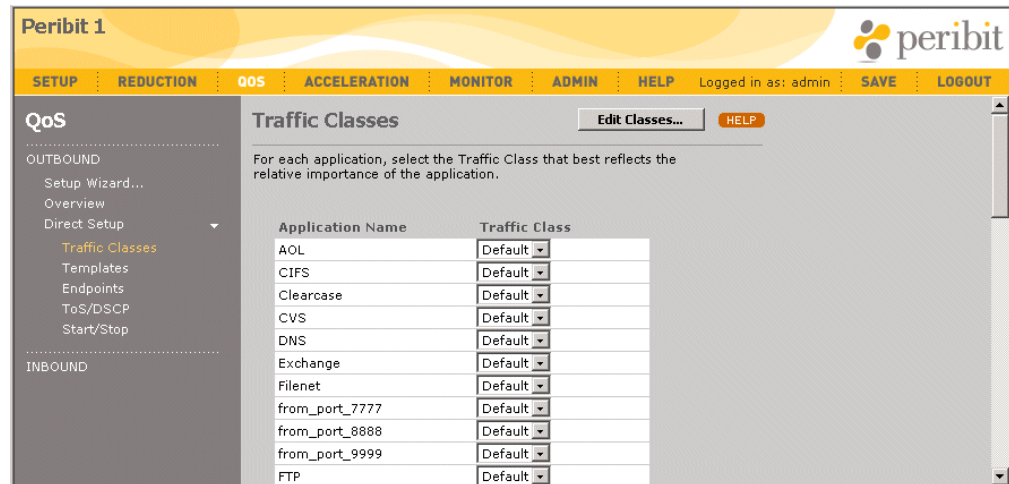 Peribit 1
peribit
SETUP REDUCTION QOS ACCELERATION MONITOR ADMIN HELP Logged in as: admin SAVE LOGOUT
QoS
OUTBOUND
Setup Wizard...
Overview
Direct Setup
Traffic Classes
Templates
Endpoints
ToS/DSCP
Start/Stop
INBOUND
Traffic Classes Edit Classes... HELP
For each application, select the Traffic Class that best reflects the
relative importance of the application.
Application Name Traffic Class
AOL Default
CIFS Default
Clearcase Default
CVS Default
DNS Default
Exchange Default
Filenet Default
from_port_7777 Default
from_port_8888 Default
from_port_9999 Default
FTP Default